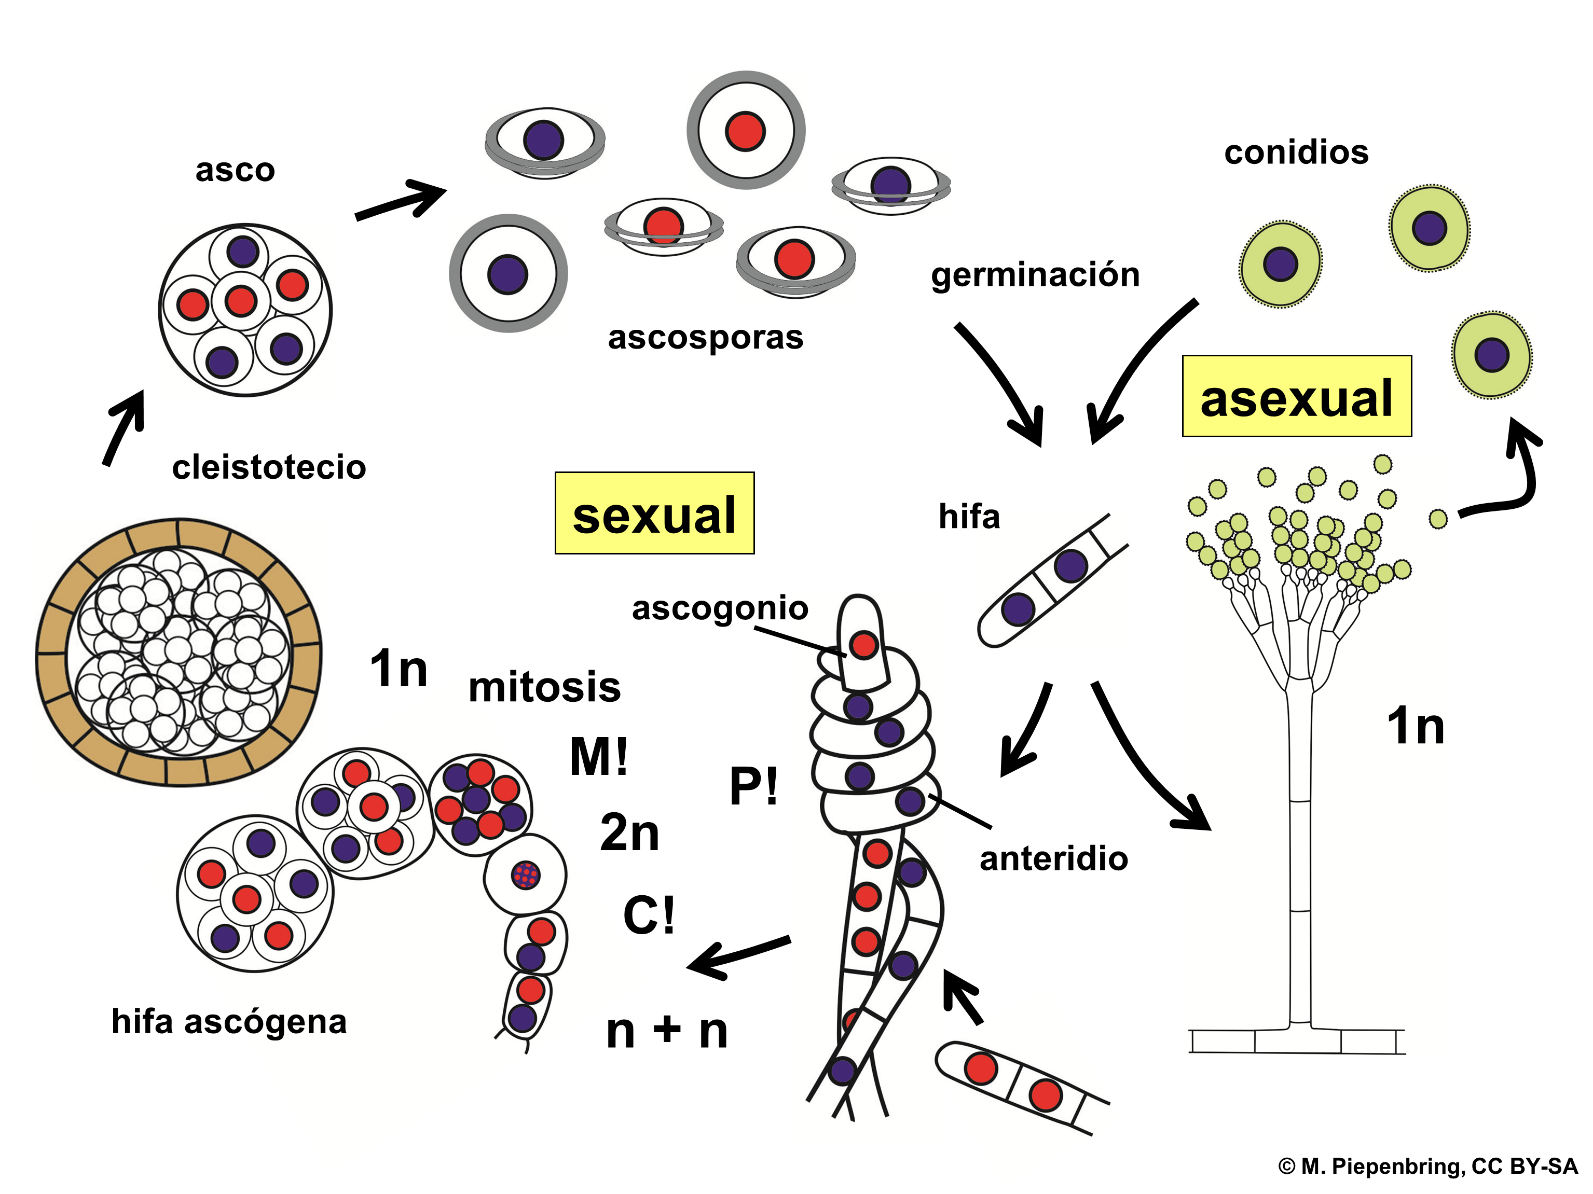 conidios
asco
germinación
ascosporas
asexual
cleistotecio
sexual
hifa
ascogonio
1n
mitosis
M!
P!
1n
2n
anteridio
C!
hifa ascógena
n + n
© M. Piepenbring, CC BY-SA